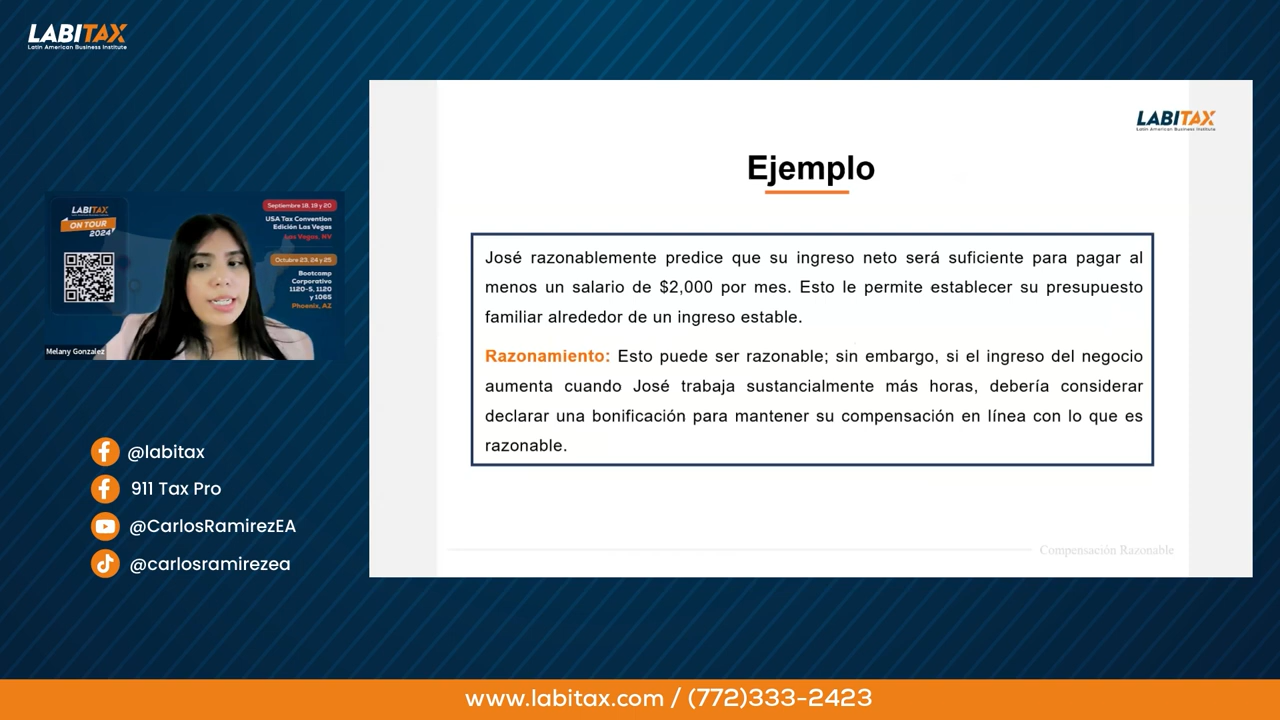 LABITAX
Latin American Business Institute
LABITAX
ON TOUR
2024
Septiembre 18, 19 y 20
USA Tax Convention
Edición Las Vegas
Las Vegas, NV
Octubre 23, 24 y 25
Bootcamp
Corporativo
1120-S, 1120
y 1065
Phoenix, AZ
Melany Gonzalez
@labitax
911 Tax Pro
@CarlosRamirezEA
@carlosramirezea
LABITAX
Latin American Business Institute
Ejemplo
José razonablemente predice que su ingreso neto será suficiente para pagar al
menos un salario de $2,000 por mes. Esto le permite establecer su presupuesto
familiar alrededor de un ingreso estable.
Razonamiento: Esto puede ser razonable; sin embargo, si el ingreso del negocio
aumenta cuando José trabaja sustancialmente más horas, debería considerar
declarar una bonificación para mantener su compensación en línea con lo que es
razonable.
Compensación Razonable
www.labitax.com / (772)333-2423